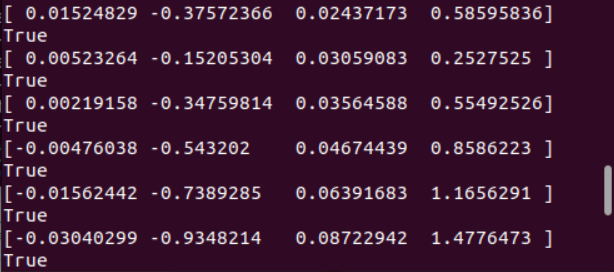 [ 0.01524829 -0.37572366  0.02437173  0.58595836]
True
[ 0.00523264 -0.15205304  0.03059083  0.2527525 ]
True
[ 0.00219158 -0.34759814  0.03564588  0.55492526]
True
[-0.00476038 -0.543202    0.04674439  0.8586223 ]
True
[-0.01562442 -0.7389285   0.06391683  1.1656291 ]
True
[-0.03040299 -0.9348214   0.08722942  1.4776473 ]
True